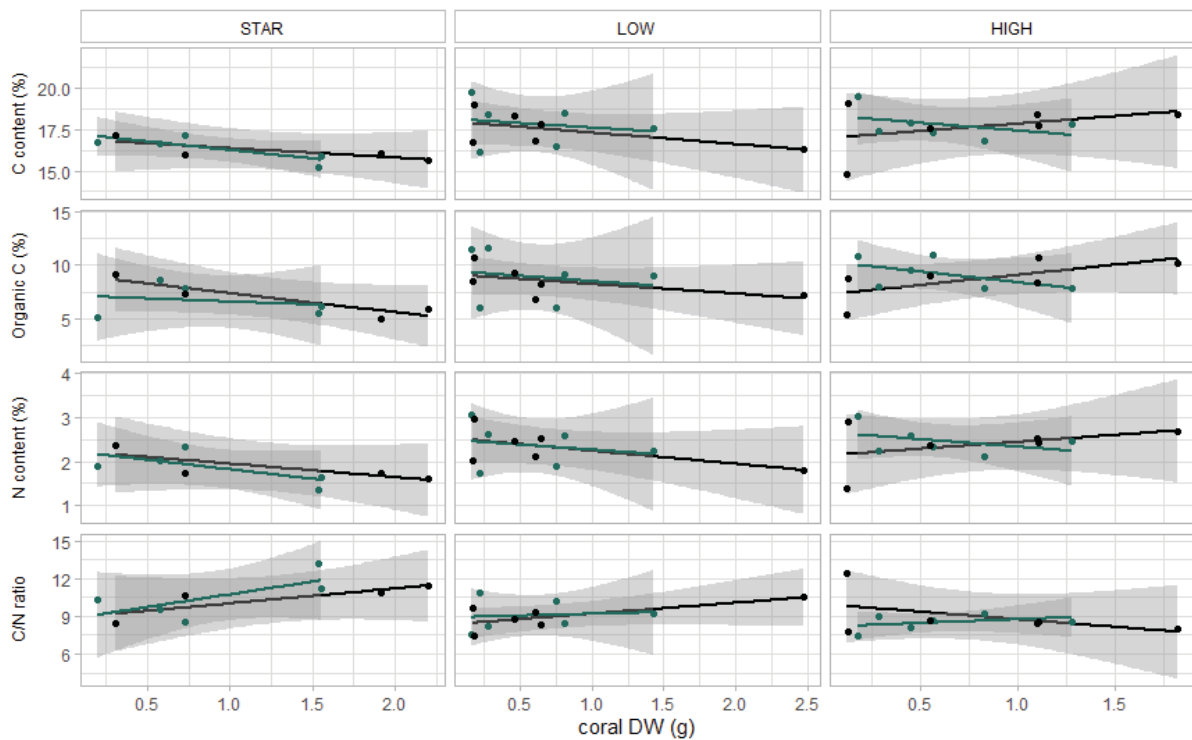 STAR LOW HIGH
C content (%)
20.0
17.5
15.0
Organic C (%)
15
10
5
N content (%)
4
3
2
1
C/N ratio
15
12
9
6
0.5 1.0 1.5 2.0 0.5 1.0 1.5 2.0 2.5 0.5 1.0 1.5
coral DW (g)